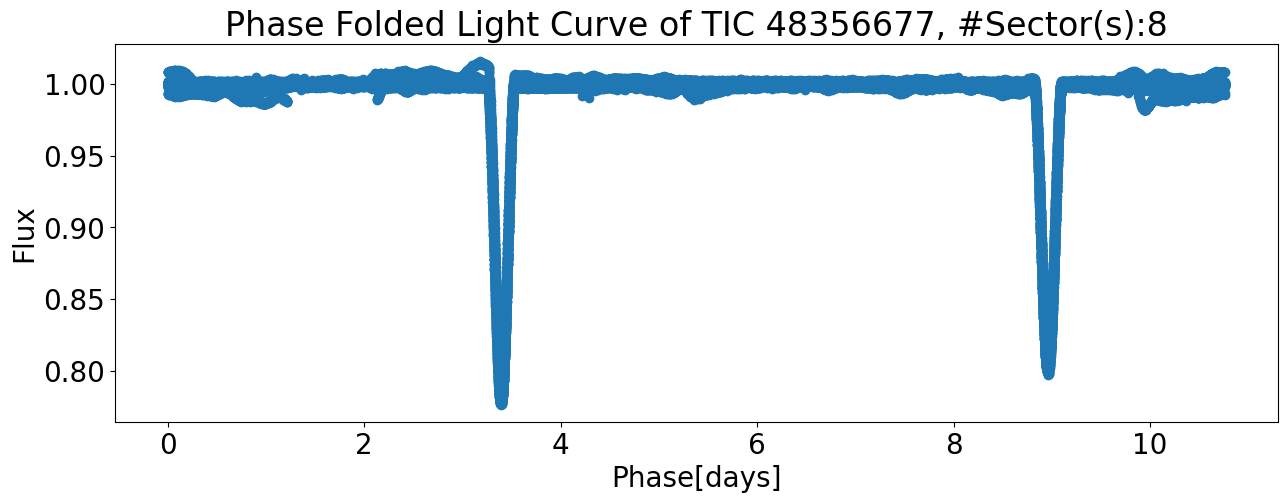 Phase Folded Light Curve of TIC 48356677, #Sector(s):8
1.00
0.95
0.90
0.85
0.80
Flux
0 2 4 6 8 10
Phase[days]